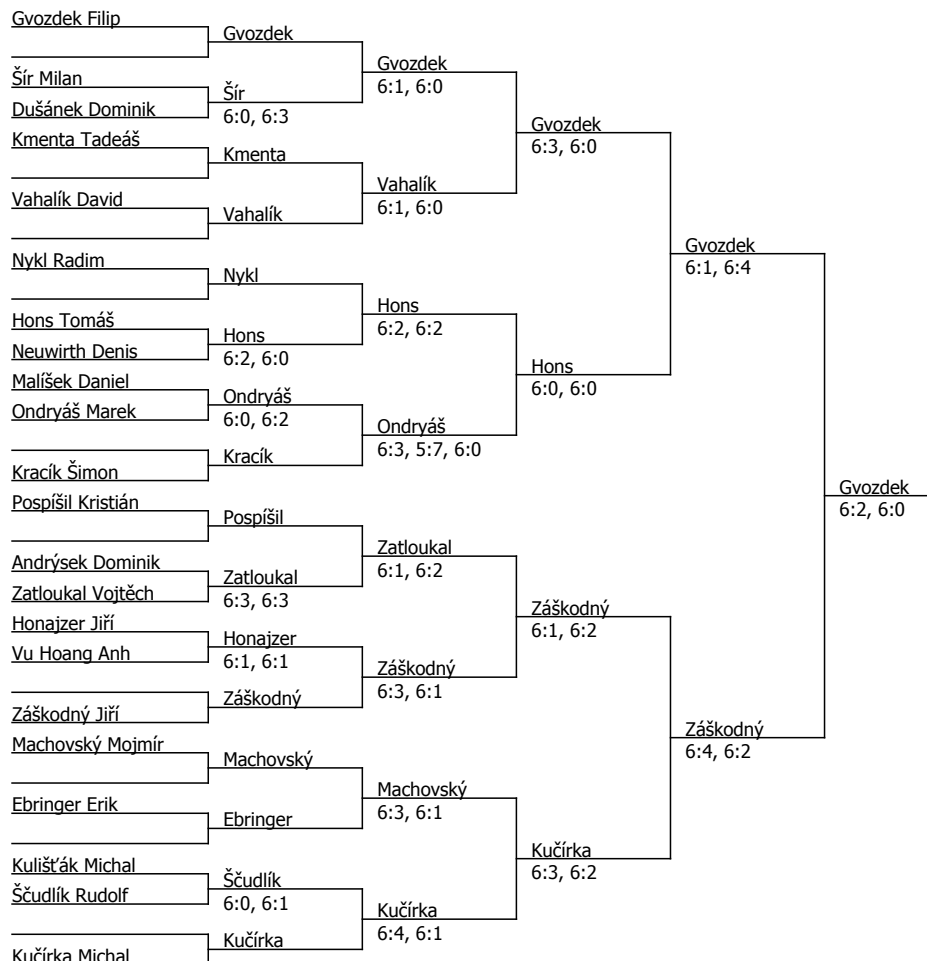 Gvozdek Filip
Šír Milan
Dušánek Dominik
Kmenta Tadeáš
Vahalík David
Nykl Radim
Hons Tomáš
Neuwirth Denis
Malíšek Daniel
Ondryáš Marek
Kracík Šimon
Pospíšil Kristián
Andrýsek Dominik
Zatloukal Vojtěch
Honajzer Jiří
Vu Hoang Anh
Záškodný Jiří
Machovský Mojmír
Ebringer Erik
Kulišťák Michal
Ščudlík Rudolf
Kučírka Michal
Gvozdek
Šír
6:0, 6:3
Kmenta
Vahalík
Nykl
Hons
6:2, 6:0
Ondryáš
6:0, 6:2
Kracík
Pospíšil
Zatloukal
6:3, 6:3
Honajzer
6:1, 6:1
Záškodný
Machovský
Ebringer
Ščudlík
6:0, 6:1
Kučírka
Gvozdek
6:1, 6:0
Vahalík
6:1, 6:0
Hons
6:2, 6:2
Ondryáš
6:3, 5:7, 6:0
Zatloukal
6:1, 6:2
Záškodný
6:3, 6:1
Machovský
6:3, 6:1
Kučírka
6:4, 6:1
Gvozdek
6:3, 6:0
Hons
6:0, 6:0
Záškodný
6:1, 6:2
Kučírka
6:3, 6:2
Gvozdek
6:1, 6:4
Záškodný
6:4, 6:2
Gvozdek
6:2, 6:0